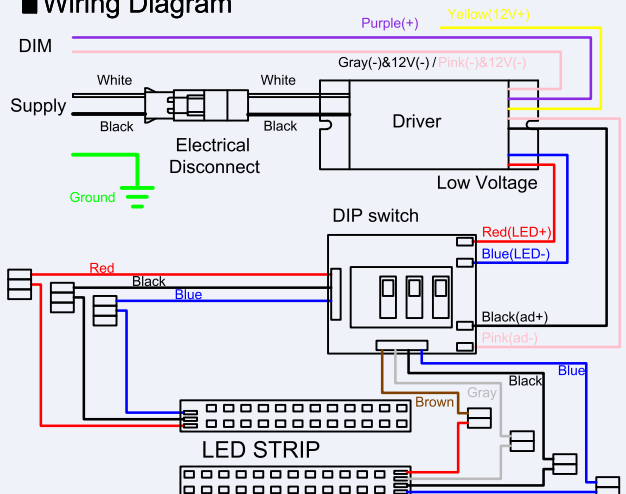 Wiring Diagram
Yellow(12V+)
Purple(+)
DIM
Gray(-)&12V(-) / Pink(-)&12V(-)
White
White
Supply
Driver
Black
Black
Electrical
Disconnect
Low Voltage
Ground
DIP switch
Red(LED+)
Blue(LED-)
Red
Black
Blue
Black(ad+)
Pink(ad-)
Blue
Black
Gray
Brown
LED STRIP